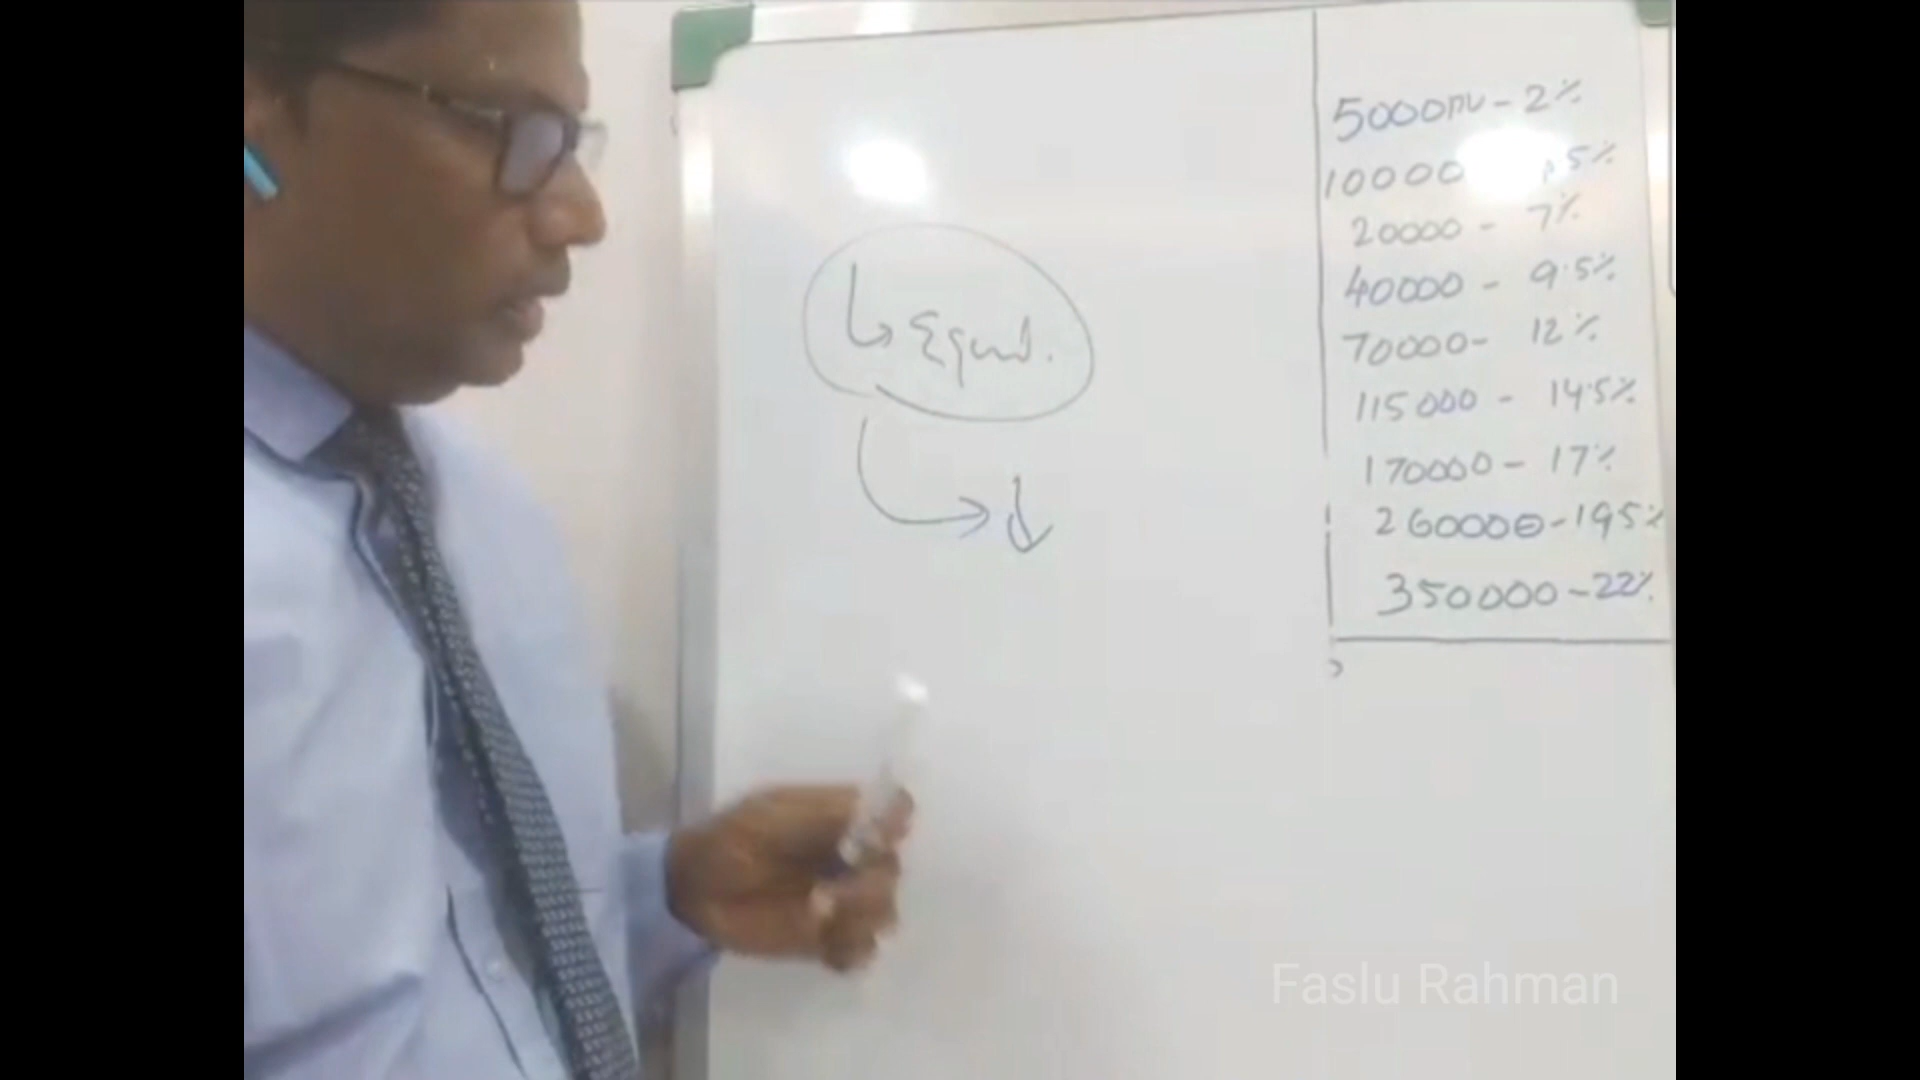 5000PV - 2%
10000 5%
20000 - 7%
40000 - 9.5%
70000 - 12%
115000 - 14.5%
170000 - 17%
260000 - 19.5%
350000 - 22%
Faslu Rahman